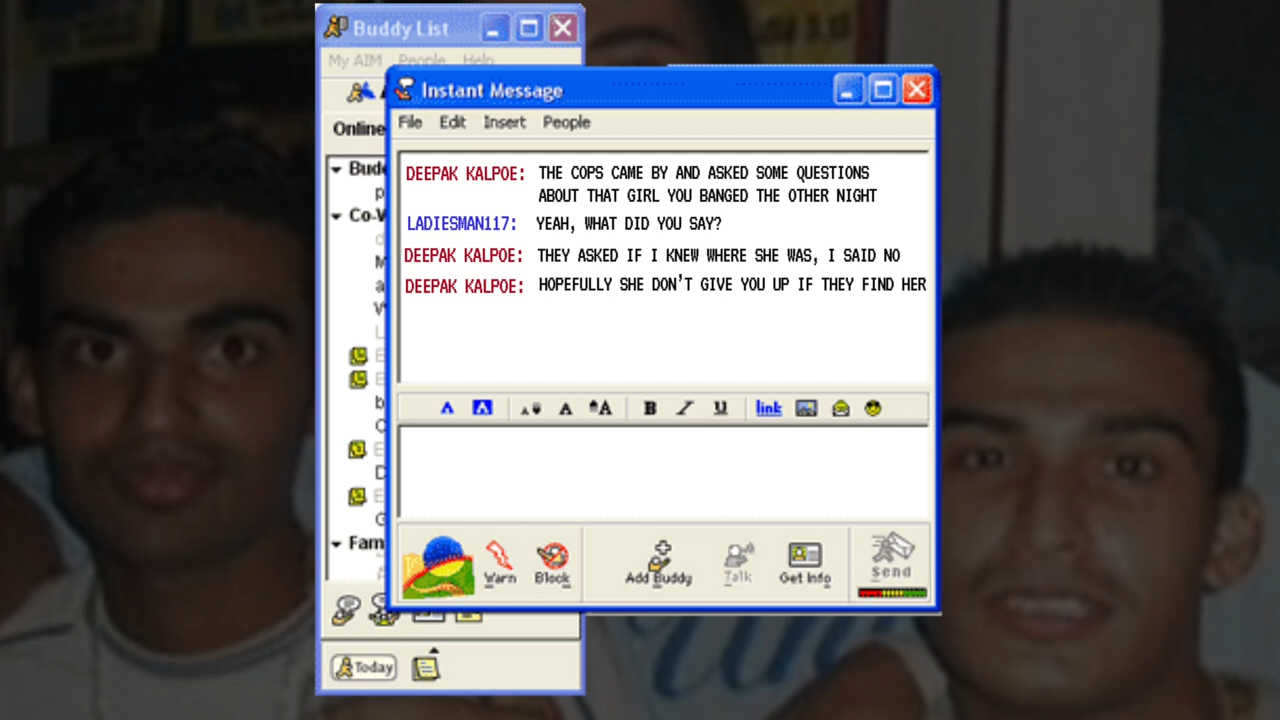 Buddy List
My AIM People Help
Online
Instant Message
File Edit Insert People
DEEPAK KALPOE: THE COPS CAME BY AND ASKED SOME QUESTIONS
ABOUT THAT GIRL YOU BANGED THE OTHER NIGHT
LADIESMAN117: YEAH, WHAT DID YOU SAY?
DEEPAK KALPOE: THEY ASKED IF I KNEW WHERE SHE WAS, I SAID NO
DEEPAK KALPOE: HOPEFULLY SHE DON'T GIVE YOU UP IF THEY FIND HER
A A A A A B I U link
Warn Block Add Buddy Talk Get Info Send
Today